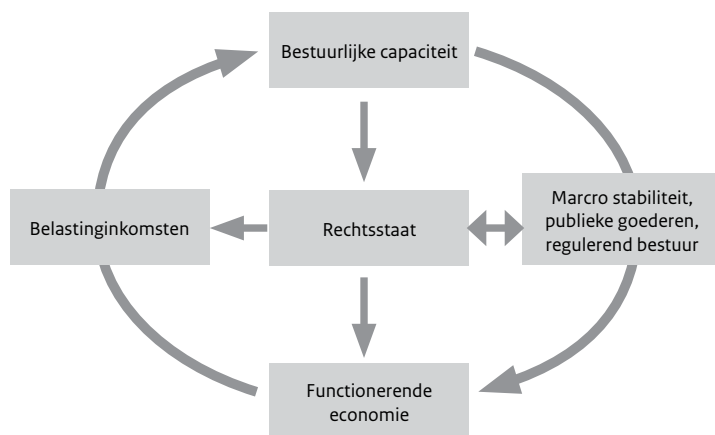 Bestuurlijke capaciteit
Belastinginkomsten
Rechtsstaat
Marcro stabiliteit,
publieke goederen,
regulerend bestuur
Functionerende
economie